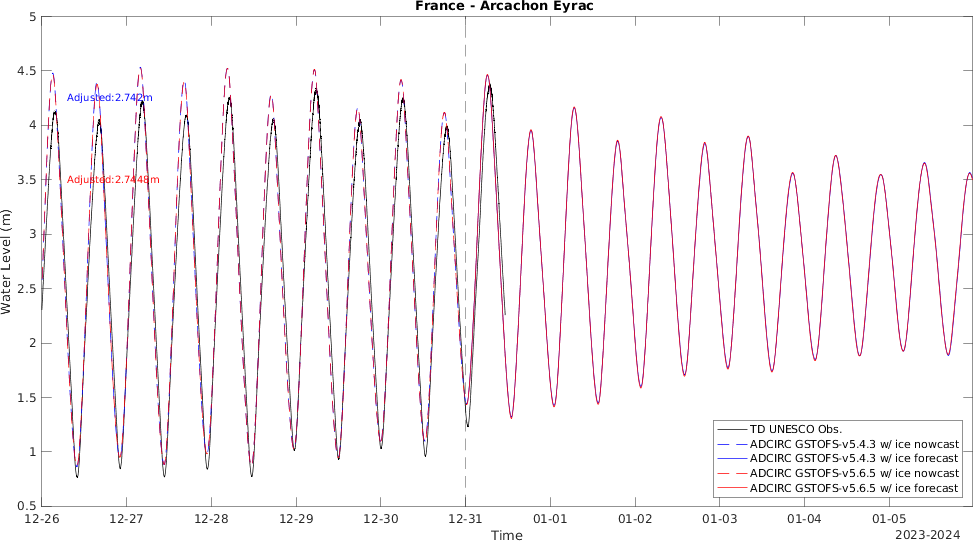 France - Arcachon Eyrac
5
4.5
4
3.5
3
2.5
2
1.5
1
0.5
Water Level (m)
Adjusted:2.742m
Adjusted:2.7448m
TD UNESCO Obs.
ADCIRC GSTOFS-v5.4.3 w/ ice nowcast
ADCIRC GSTOFS-v5.4.3 w/ ice forecast
ADCIRC GSTOFS-v5.6.5 w/ ice nowcast
ADCIRC GSTOFS-v5.6.5 w/ ice forecast
12-26 12-27 12-28 12-29 12-30 12-31 01-01 01-02 01-03 01-04 01-05
Time
2023-2024